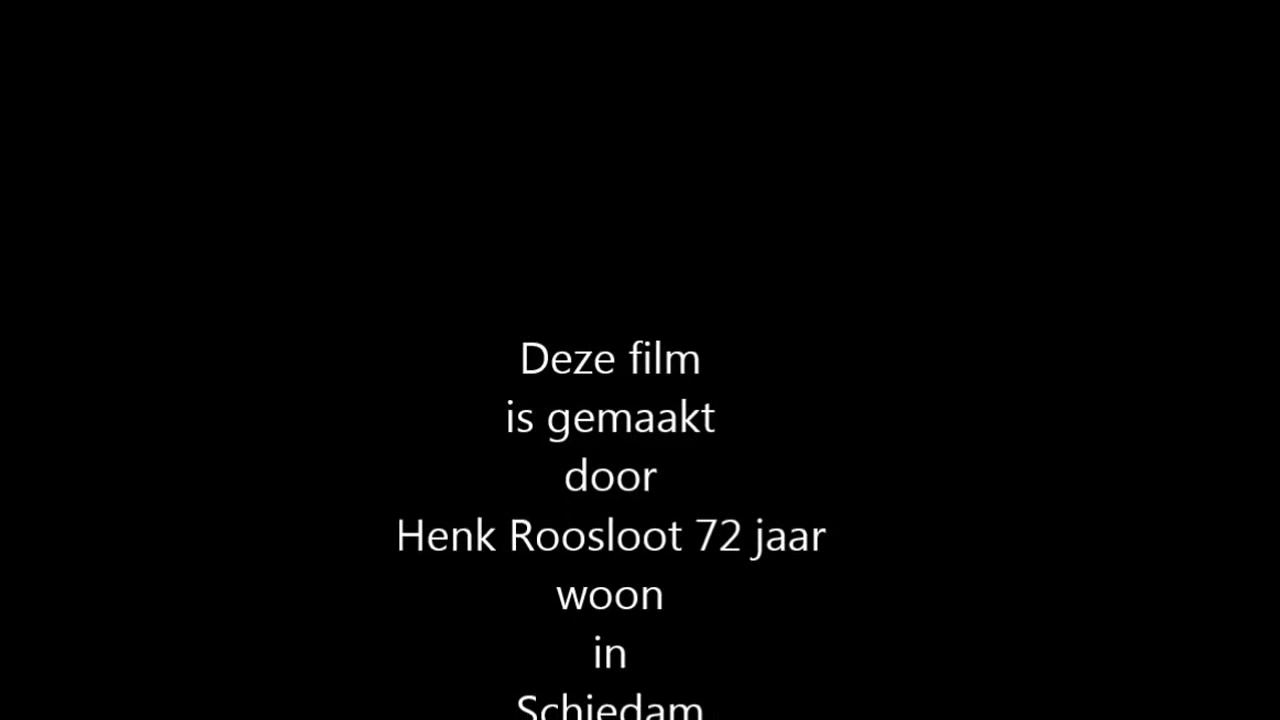 Deze film
is gemaakt
door
Henk Roosloot 72 jaar
woon
in
Schiedam